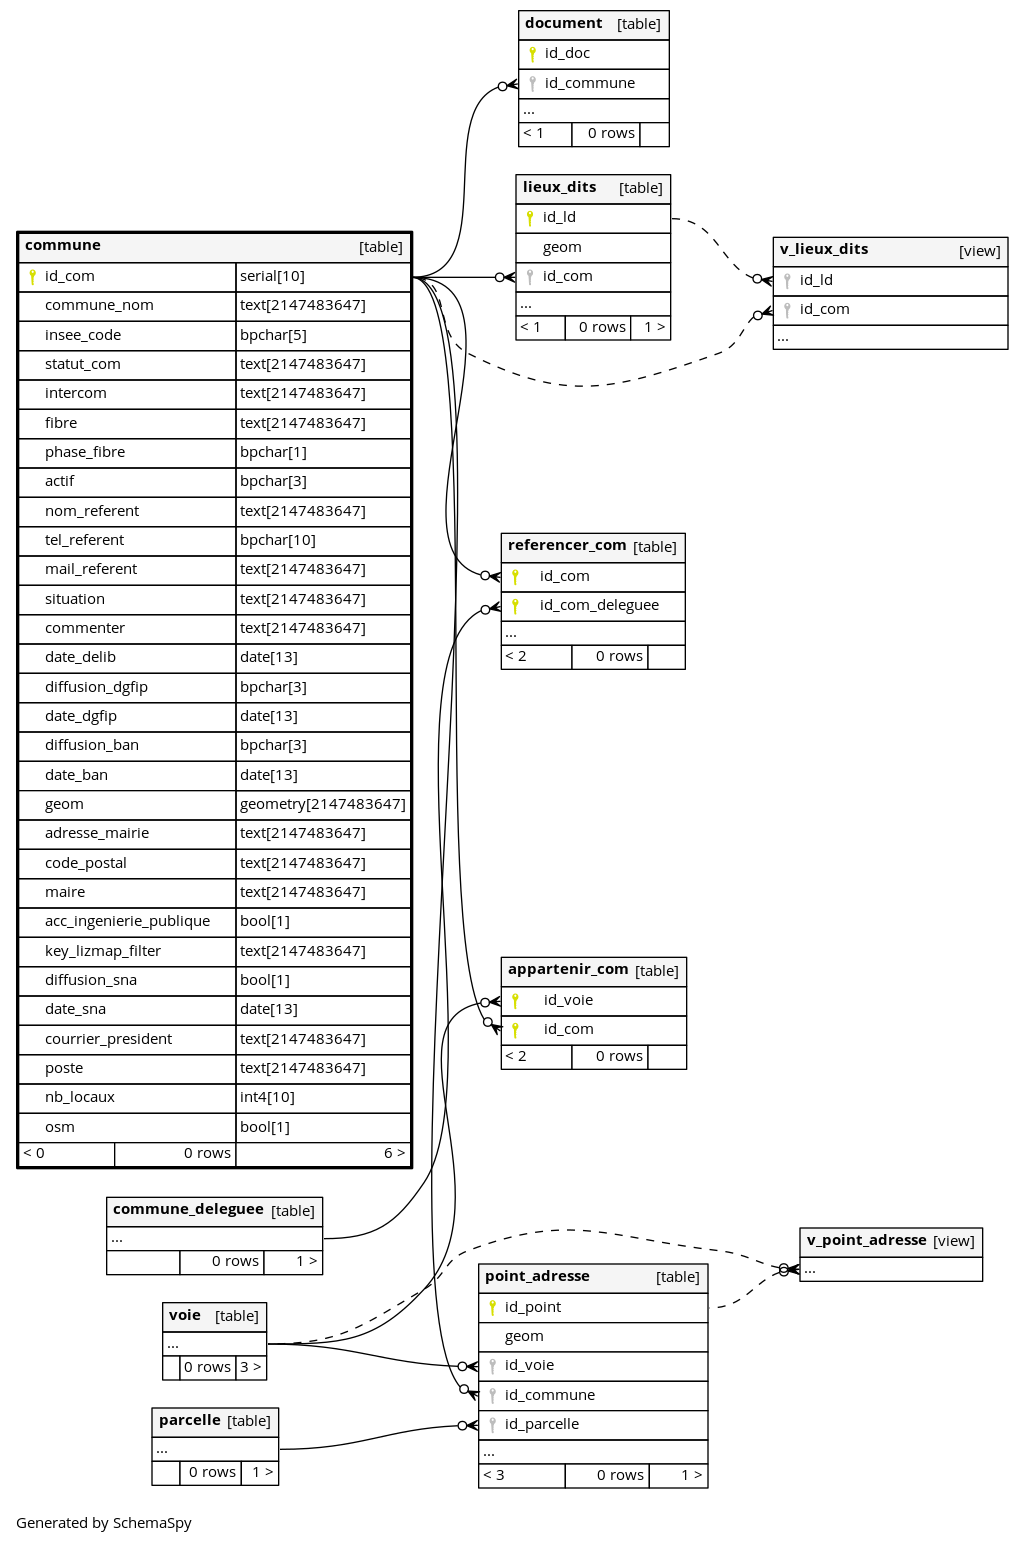 document [table]
id_doc
id_commune
...
< 1 0 rows
lieux_dits [table]
id_ld
geom
id_com
...
< 1 0 rows 1 >
v_lieux_dits [view]
id_ld
id_com
...
commune [table]
id_com serial[10]
commune_nom text[2147483647]
insee_code bpchar[5]
statut_com text[2147483647]
intercom text[2147483647]
fibre text[2147483647]
phase_fibre bpchar[1]
actif bpchar[3]
nom_referent text[2147483647]
tel_referent bpchar[10]
mail_referent text[2147483647]
situation text[2147483647]
commenter text[2147483647]
date_delib date[13]
diffusion_dgfip bpchar[3]
date_dgfip date[13]
diffusion_ban bpchar[3]
date_ban date[13]
geom geometry[2147483647]
adresse_mairie text[2147483647]
code_postal text[2147483647]
maire text[2147483647]
acc_ingenierie_publique bool[1]
key_lizmap_filter text[2147483647]
diffusion_sna bool[1]
date_sna date[13]
courrier_president text[2147483647]
poste text[2147483647]
nb_locaux int4[10]
osm bool[1]
< 0 0 rows 6 >
referencer_com [table]
id_com
id_com_deleguee
...
< 2 0 rows
appartenir_com [table]
id_voie
id_com
< 2 0 rows
commune_deleguee [table]
...
0 rows 1 >
voie [table]
...
0 rows 3 >
parcelle [table]
...
0 rows 1 >
point_adresse [table]
id_point
geom
id_voie
id_commune
id_parcelle
...
< 3 0 rows 1 >
v_point_adresse [view]
...
Generated by SchemaSpy